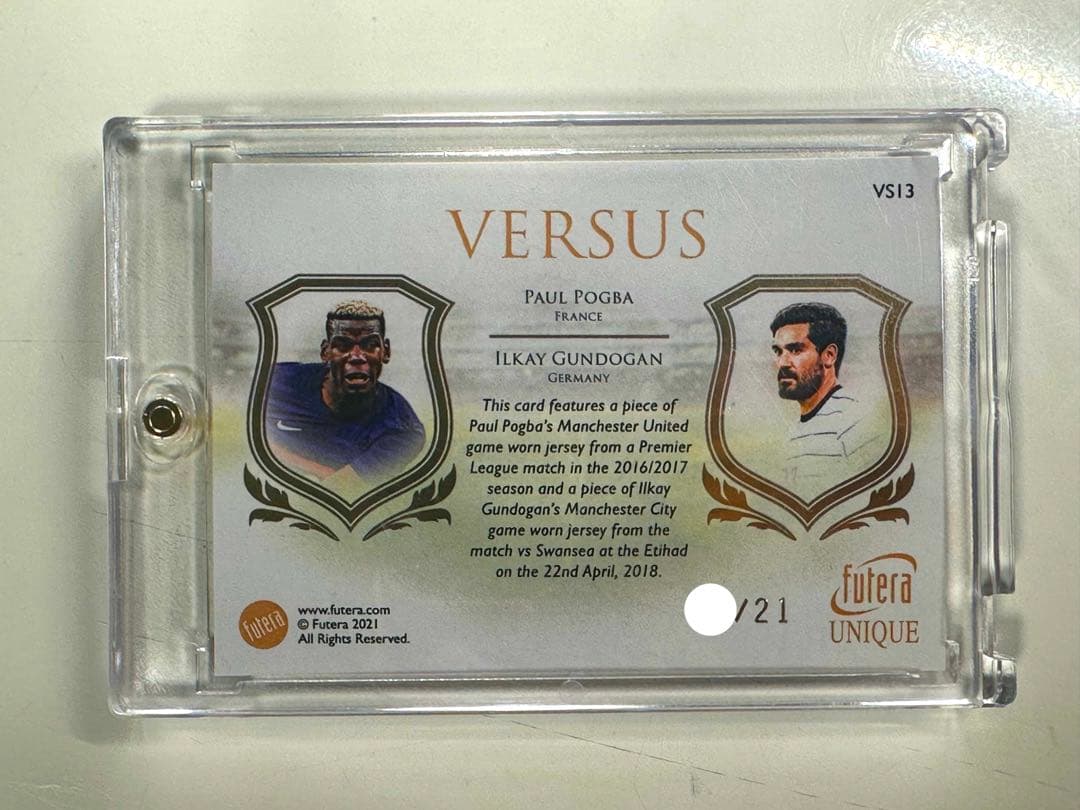 VS13
VERSUS
PAUL POGBA
FRANCE
ILKAY GUNDOGAN
GERMANY
This card features a piece of
Paul Pogba's Manchester United
game worn jersey from a Premier
League match in the 2016/2017
season and a piece of Ilkay
Gundogan's Manchester City
game worn jersey from the
match vs Swansea at the Etihad
on the 22nd April, 2018.
futera
www.futera.com
© Futera 2021
All Rights Reserved.
/21
futera
UNIQUE